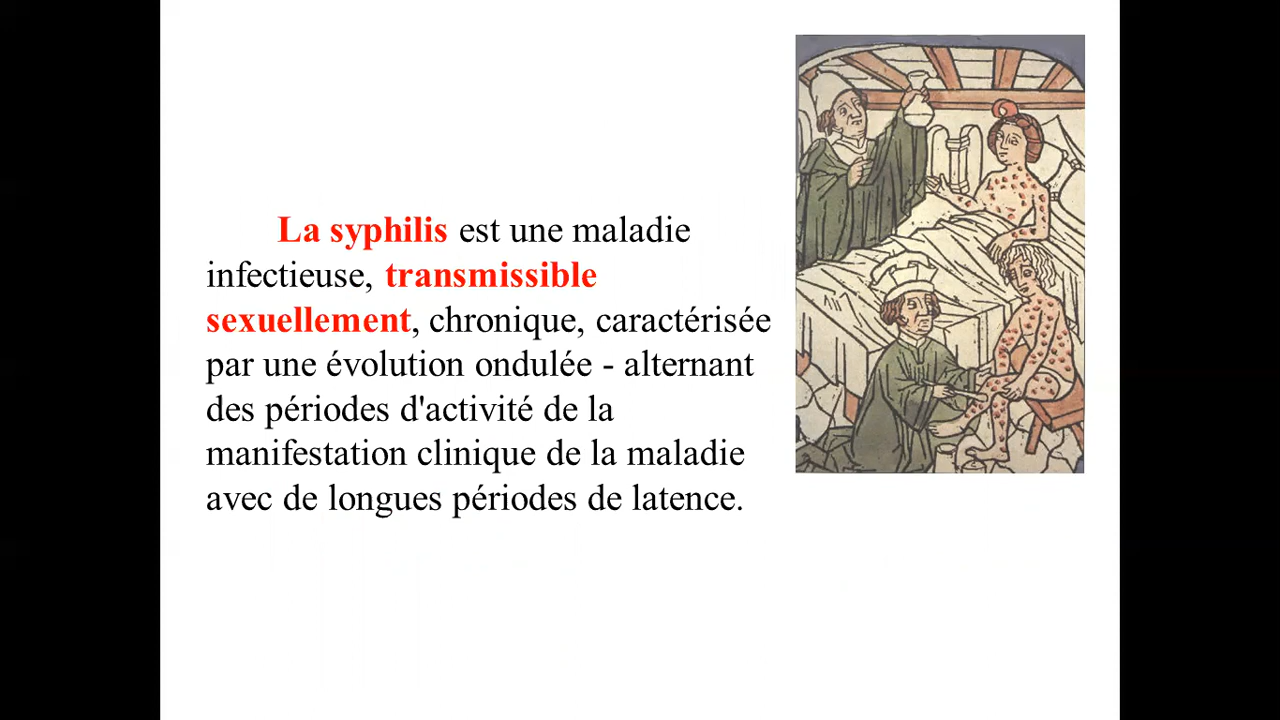 La syphilis est une maladie
infectieuse, transmissible
sexuellement, chronique, caractérisée
par une évolution ondulée - alternant
des périodes d'activité de la
manifestation clinique de la maladie
avec de longues périodes de latence.